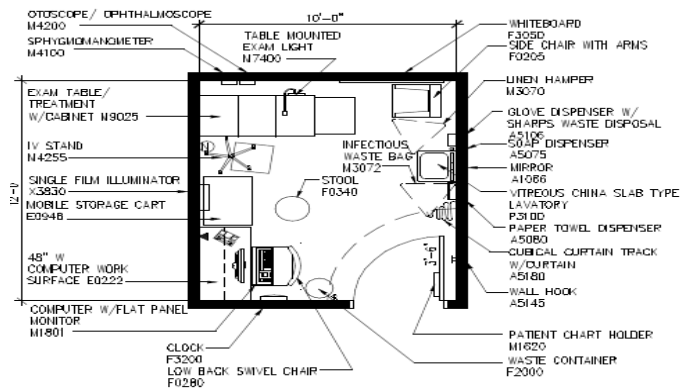 OTOSCOPE/ OPHTHALMOSCOPE
M4200
SPHYGMOMANOMETER
M4100
10'-0"
TABLE MOUNTED
EXAM LIGHT
M7400
WHITEBOARD
F3050
SIDE CHAIR WITH ARMS
F0205
LINEN HAMPER
M3070
GLOVE DISPENSER W/
SHARPS WASTE DISPOSAL
A5106
SOAP DISPENSER
A5075
MIRROR
A1066
VITREOUS CHINA SLAB TYPE
LAVATORY
P3100
PAPER TOWEL DISPENSER
A5080
CUBICAL CURTAIN TRACK
W/CURTAIN
A5180
WALL HOOK
A5145
PATIENT CHART HOLDER
M1620
WASTE CONTAINER
F2000
EXAM TABLE/
TREATMENT
W/CABINET M9025
IV STAND
M4255
SINGLE FILM ILLUMINATOR
X3830
MOBILE STORAGE CART
E0948
48" W
COMPUTER WORK
SURFACE E0222
COMPUTER W/FLAT PANEL
MONITOR
M1801
CLOCK
F3200
LOW BACK SWIVEL CHAIR
F0280
12'-0
INFECTIOUS
WASTE BAG
M3072
STOOL
F0340
3'-6"